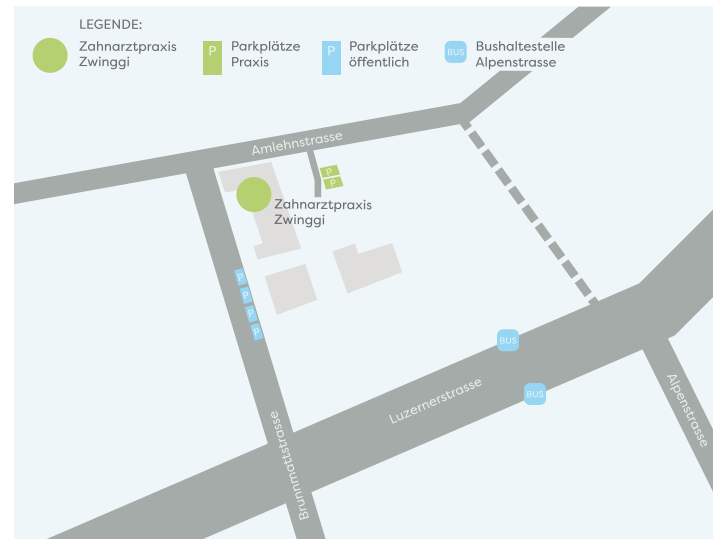 LEGENDE:
Zahnarztpraxis
Zwinggi
P
Parkplätze
Praxis
P
Parkplätze
öffentlich
BUS
Bushaltestelle
Alpenstrasse
Amlehnstrasse
P
P
Zahnarztpraxis
Zwinggi
P
P
P
P
BUS
Luzernerstrasse
BUS
Alpenstrasse
Brunnmattstrasse